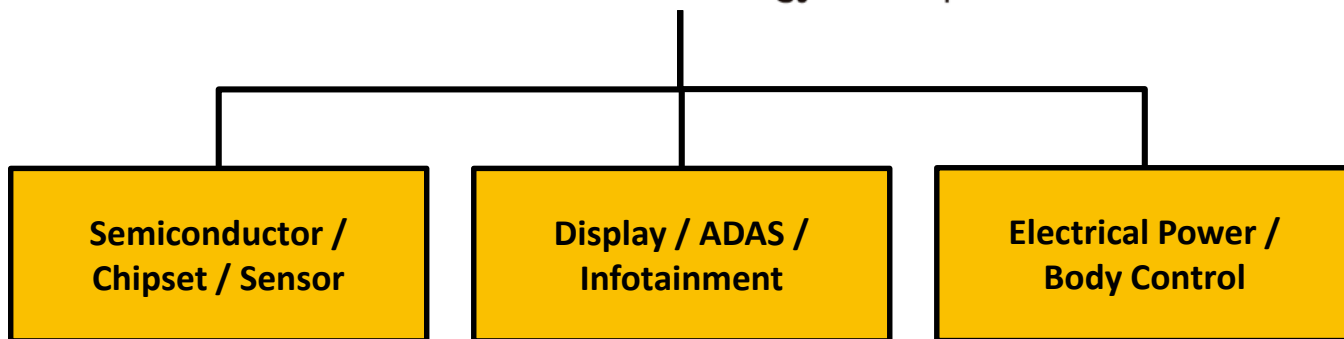 Semiconductor /
Chipset / Sensor
Display / ADAS /
Infotainment
Electrical Power /
Body Control